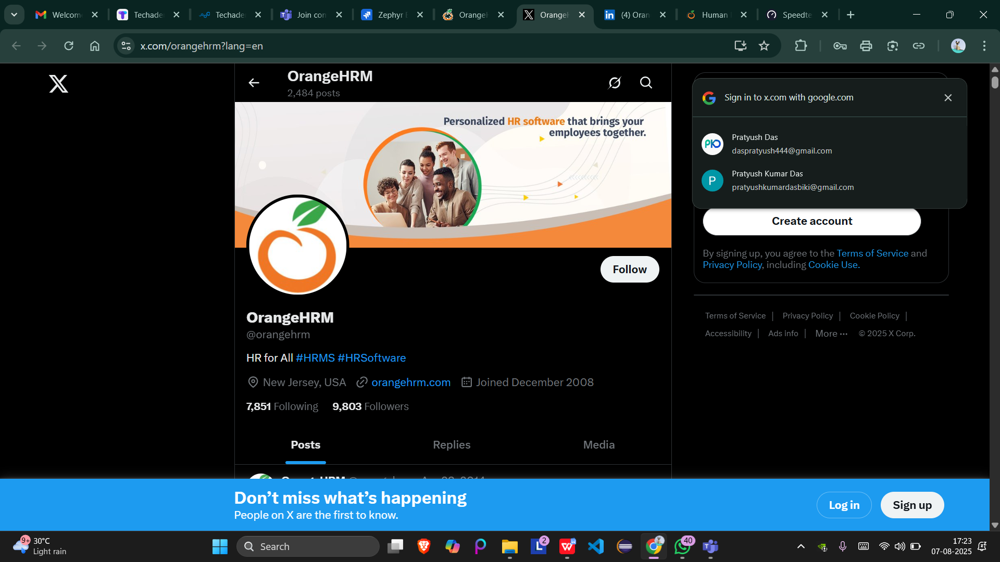 Welcom
Techade
Techade
Join con
Zephyr E
OrangeH
OrangeH
(4) Oran
Human
Speedte
x.com/orangehrm?lang=en
OrangeHRM
2,484 posts
Personalized HR software that brings your
employees together.
Sign in to x.com with google.com
Pratyush Das
daspratyush444@gmail.com
P
Pratyush Kumar Das
pratyushkumardasbiki@gmail.com
Create account
By signing up, you agree to the Terms of Service and
Privacy Policy, including Cookie Use.
Follow
OrangeHRM
@orangehrm
HR for All #HRMS #HRSoftware
New Jersey, USA orangehrm.com Joined December 2008
7,851 Following 9,803 Followers
Terms of Service | Privacy Policy | Cookie Policy |
Accessibility | Ads info | More ··· © 2025 X Corp.
Posts Replies Media
Don’t miss what’s happening
People on X are the first to know.
Log in
Sign up
9+
30°C
Light rain
Search
2
40
17:23
07-08-2025